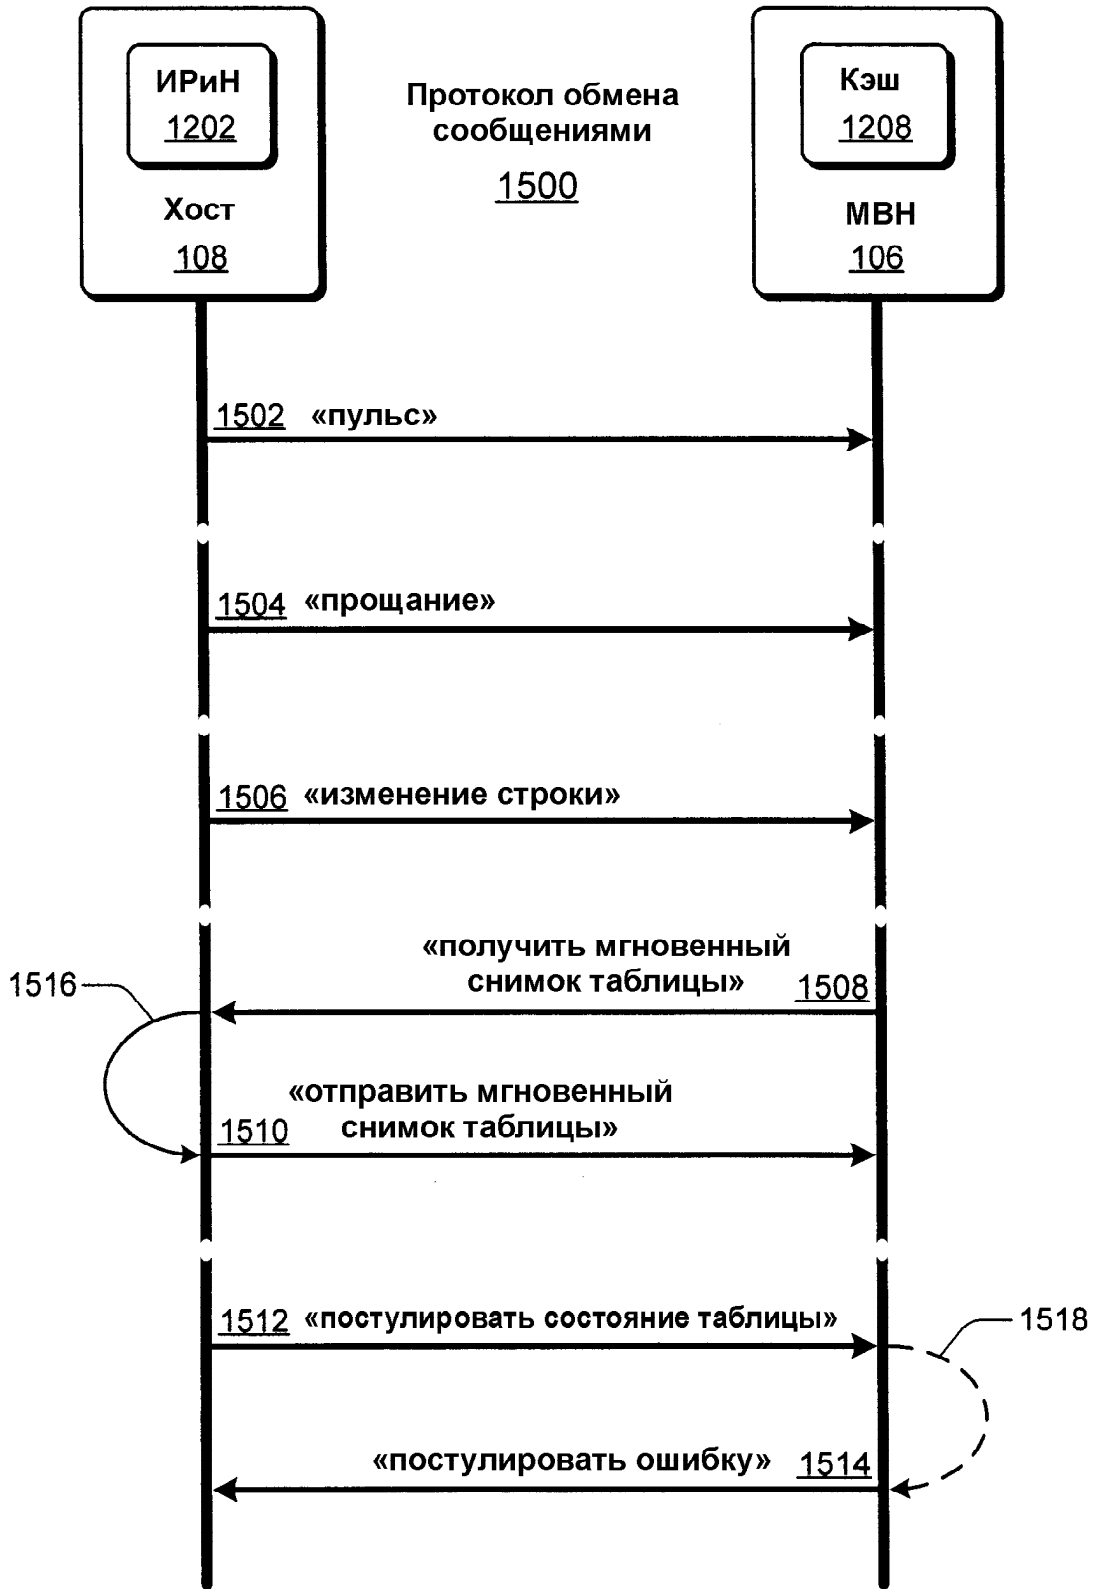 ИРиН
1202
Хост
108
Протокол обмена
сообщениями
1500
Кэш
1208
МВН
106
1502 «пульс»
1504 «прощание»
1506 «изменение строки»
«получить мгновенный
снимок таблицы» 1508
1516
«отправить мгновенный
1510 снимок таблицы»
1512 «постулировать состояние таблицы»
1518
«постулировать ошибку» 1514